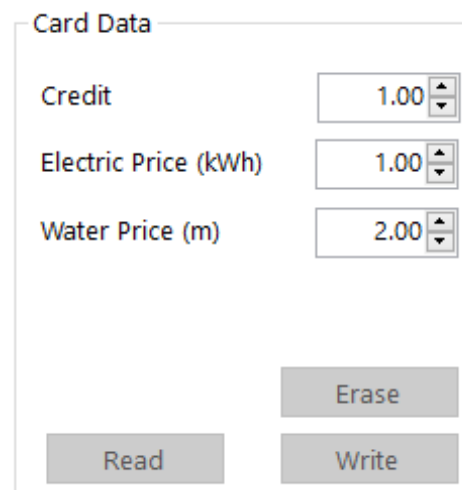 Card Data
Credit 1.00
Electric Price (kWh) 1.00
Water Price (m) 2.00
Erase
Read Write